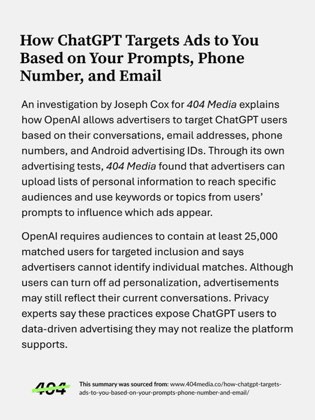 How ChatGPT Targets Ads to You
Based on Your Prompts, Phone
Number, and Email
An investigation by Joseph Cox for 404 Media explains
how OpenAI allows advertisers to target ChatGPT users
based on their conversations, email addresses, phone
numbers, and Android advertising IDs. Through its own
advertising tests, 404 Media found that advertisers can
upload lists of personal information to reach specific
audiences and use keywords or topics from users’
prompts to influence which ads appear.
OpenAI requires audiences to contain at least 25,000
matched users for targeted inclusion and says
advertisers cannot identify individual matches. Although
users can turn off ad personalization, advertisements
may still reflect their current conversations. Privacy
experts say these practices expose ChatGPT users to
data-driven advertising they may not realize the platform
supports.
404
This summary was sourced from: www.404media.co/how-chatgpt-targets-
ads-to-you-based-on-your-prompts-phone-number-and-email/